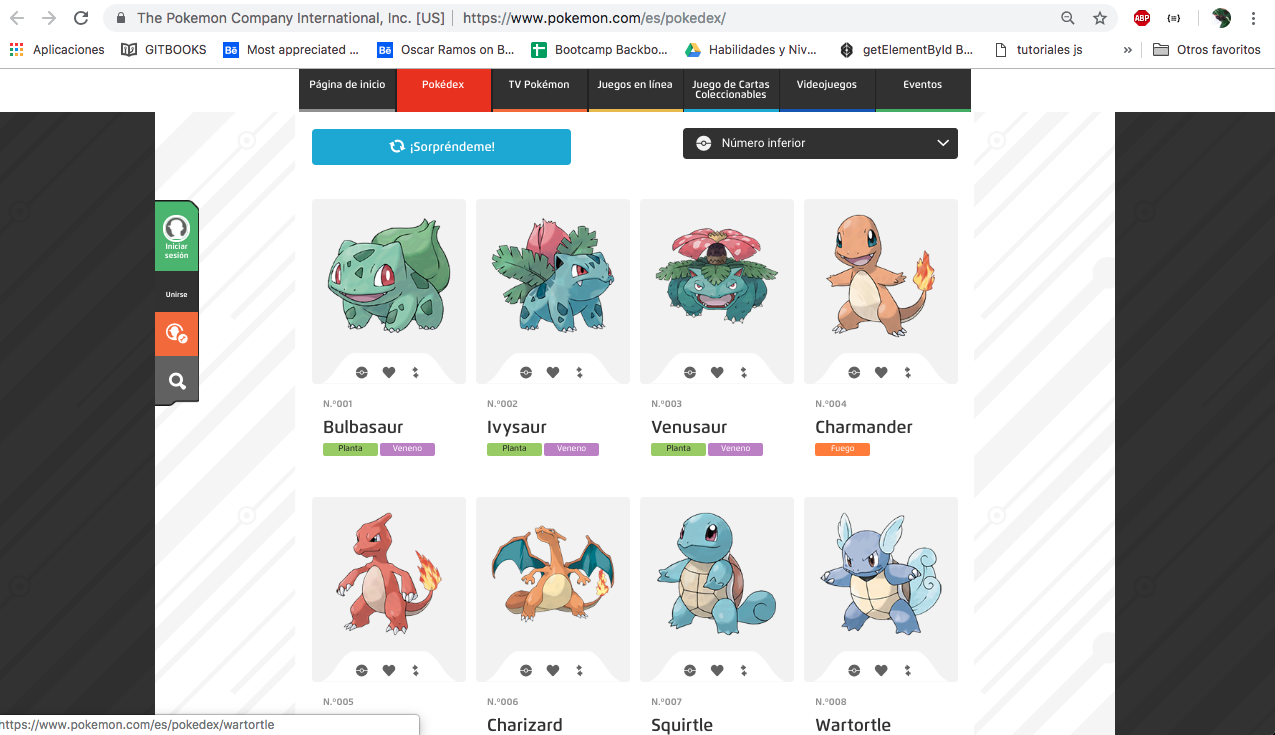 The Pokemon Company International, Inc. [US] https://www.pokemon.com/es/pokedex/
ABP
Aplicaciones GITBOOKS Bē Most appreciated ... Bē Oscar Ramos on B... Bootcamp Backbo... Habilidades y Niv... getElementById B... tutoriales js » Otros favoritos
Página de inicio Pokédex TV Pokémon Juegos en línea Juego de Cartas Videojuegos Eventos
Coleccionables
¡Sorpréndeme! Número inferior
Iniciar
sesión
Unirse
N.º001 N.º002 N.º003 N.º004
Bulbasaur Ivysaur Venusaur Charmander
Planta Veneno Planta Veneno Planta Veneno Fuego
N.º005 N.º006 N.º007 N.º008
Charizard Squirtle Wartortle
https://www.pokemon.com/es/pokedex/wartortle